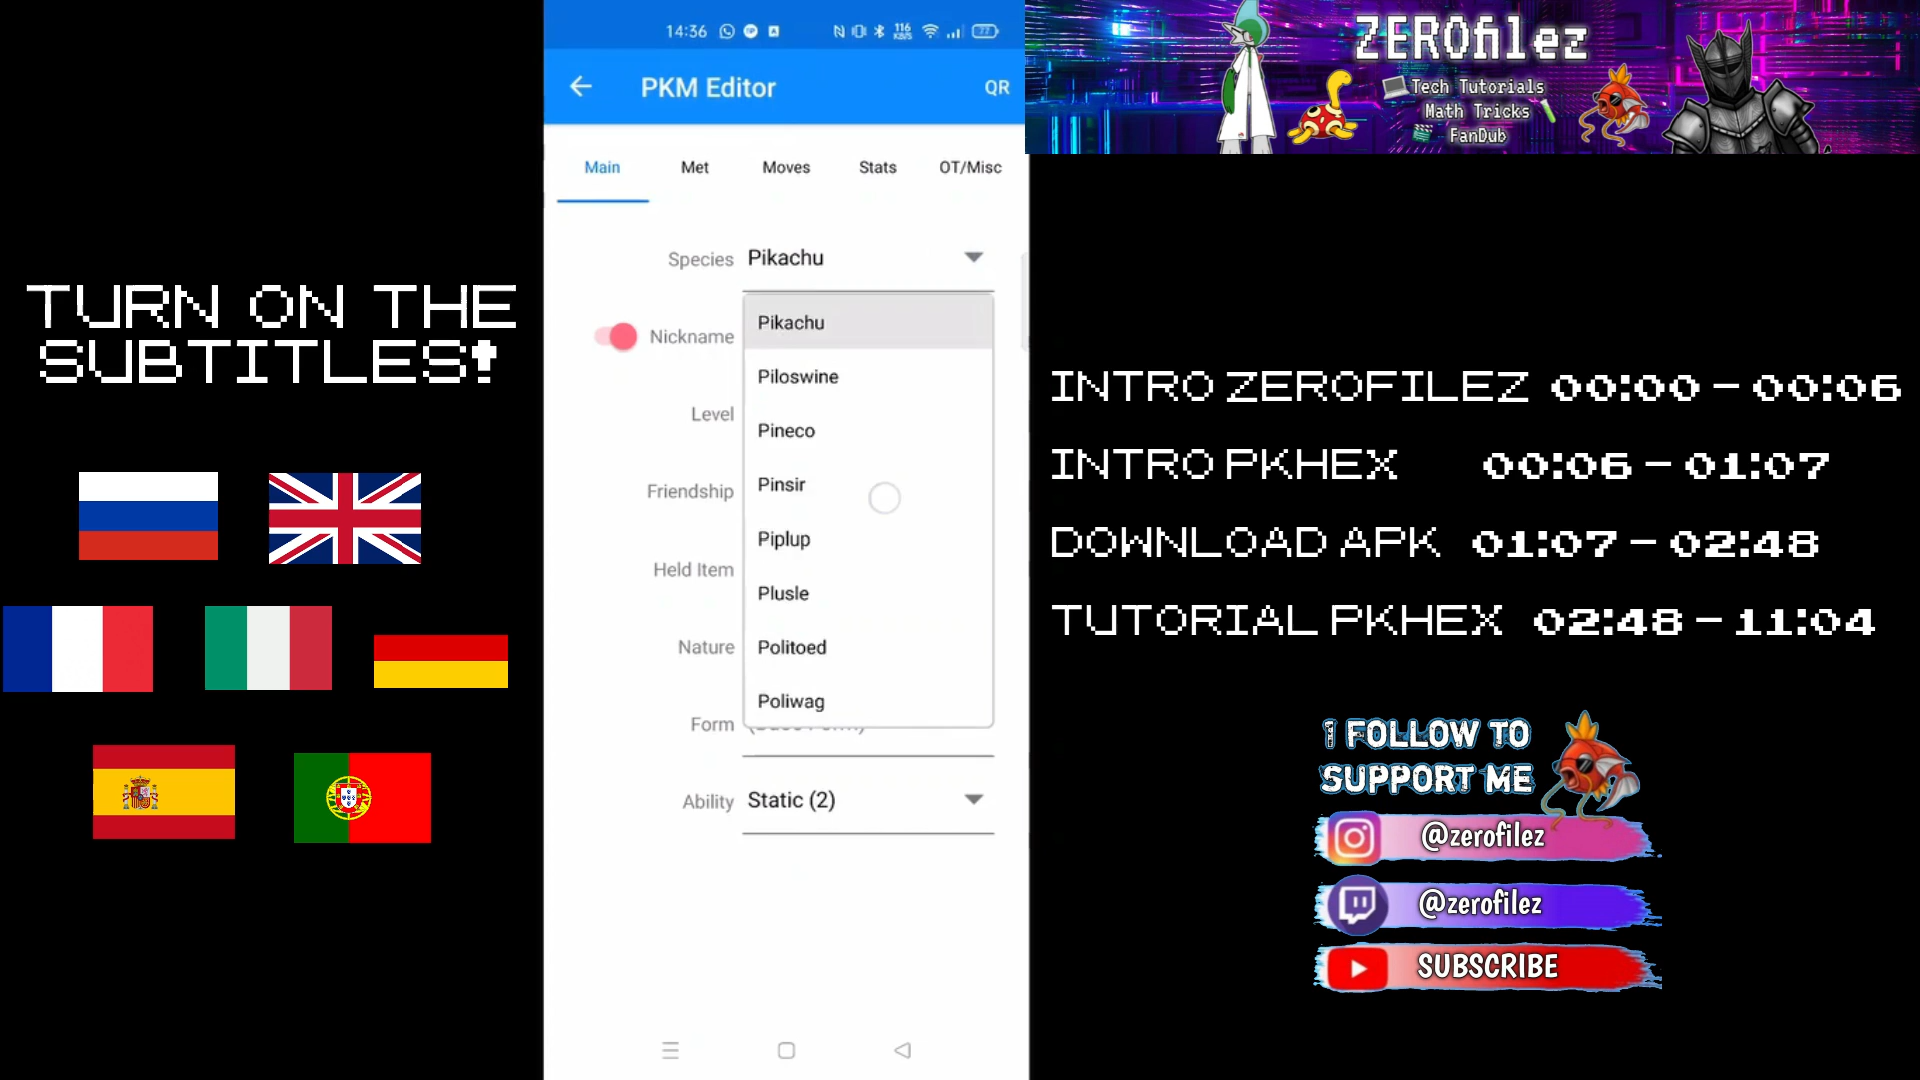 TURN ON THE
SUBTITLES!
14:36
116
KB/S
77
PKM Editor
QR
Main
Met
Moves
Stats
OT/Misc
Species
Pikachu
Nickname
Level
Friendship
Held Item
Nature
Form
Pikachu
Piloswine
Pineco
Pinsir
Piplup
Plusle
Politoed
Poliwag
Ability
Static (2)
ZEROfilez
Tech Tutorials
Math Tricks
FanDub
INTRO ZEROFILEZ 00:00 - 00:06
INTRO PKHEX 00:06 - 01:07
DOWNLOAD APK 01:07 - 02:48
TUTORIAL PKHEX 02:48 - 11:04
I FOLLOW TO
SUPPORT ME
@zerofilez
@zerofilez
SUBSCRIBE